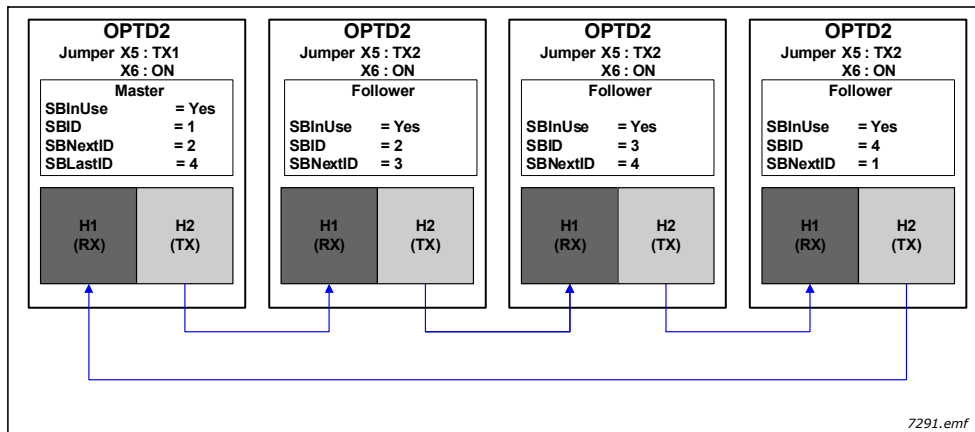 OPTD2
Jumper X5 : TX1
X6 : ON
Master
SBInUse = Yes
SBID = 1
SBNextID = 2
SBLastID = 4
H1
(RX)
H2
(TX)
OPTD2
Jumper X5 : TX2
X6 : ON
Follower
SBInUse = Yes
SBID = 2
SBNextID = 3
H1
(RX)
H2
(TX)
OPTD2
Jumper X5 : TX2
X6 : ON
Follower
SBInUse = Yes
SBID = 3
SBNextID = 4
H1
(RX)
H2
(TX)
OPTD2
Jumper X5 : TX2
X6 : ON
Follower
SBInUse = Yes
SBID = 4
SBNextID = 1
H1
(RX)
H2
(TX)
7291.emf